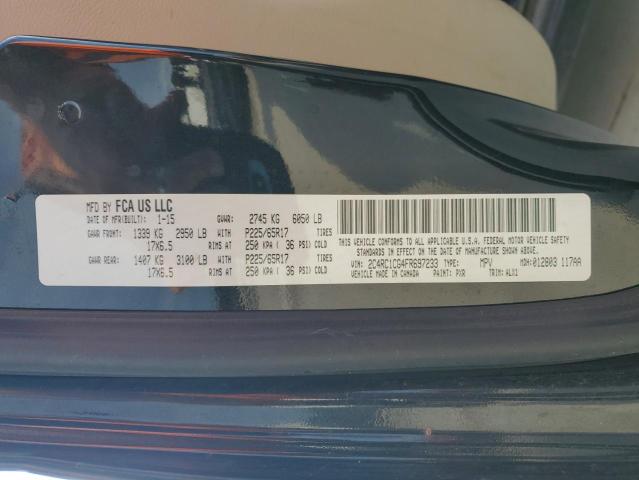 MFD BY FCA US LLC
DATE OF MFR(BUILT): 1-15 GVWR: 2745 KG 6050 LB
GAWR FRONT: 1339 KG 2950 LB WITH P225/65R17 TIRES
17X6.5 RIMS AT 250 KPA ( 36 PSI) COLD
GAWR REAR: 1407 KG 3100 LB WITH P225/65R17 TIRES
17X6.5 RIMS AT 250 KPA ( 36 PSI) COLD
THIS VEHICLE CONFORMS TO ALL APPLICABLE U.S.A. FEDERAL MOTOR VEHICLE SAFETY
STANDARDS IN EFFECT ON THE DATE OF MANUFACTURE SHOWN ABOVE.
VIN: 2C4RC1CG4FR697233 TYPE: MPV MDH: 012803 117AA
VEHICLE MADE IN CANADA PAINT: PXR TRIM: ALX1